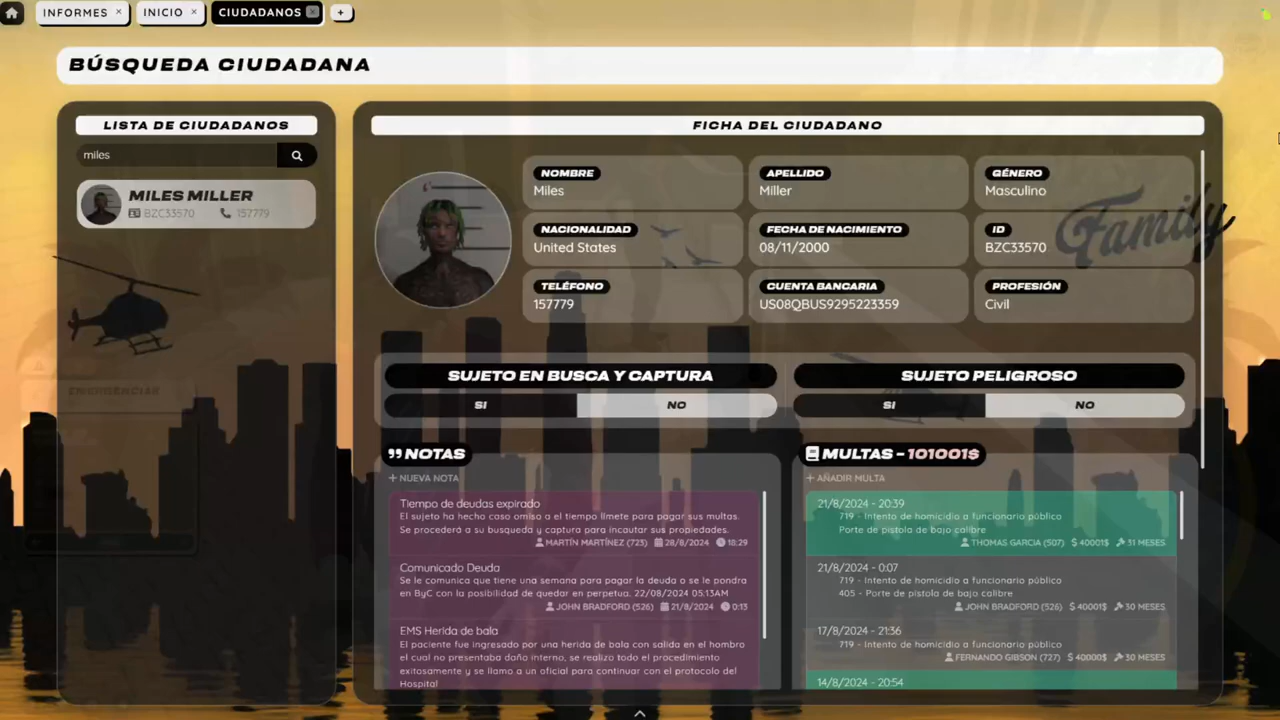 INFORMES
INICIO
CIUDADANOS
BÚSQUEDA CIUDADANA
LISTA DE CIUDADANOS
miles
MILES MILLER
BZC33570 157779
EMERGENCIAS
FICHA DEL CIUDADANO
NOMBRE
Miles
APELLIDO
Miller
GÉNERO
Masculino
NACIONALIDAD
United States
FECHA DE NACIMIENTO
08/11/2000
ID
BZC33570
TELÉFONO
157779
CUENTA BANCARIA
US08QBUS9295223359
PROFESIÓN
Civil
Family
SUJETO EN BUSCA Y CAPTURA
SI NO
SUJETO PELIGROSO
SI NO
NOTAS
+ NUEVA NOTA
Tiempo de deudas expirado
El sujeto ha hecho caso omiso a el tiempo límete para pagar sus multas.
Se procederá a su busqueda y captura para incautar sus propiedades.
MARTÍN MARTÍNEZ (723) 28/8/2024 18:29
Comunicado Deuda
Se le comunica que tiene una semana para pagar la deuda o se le pondra
en ByC con la posibilidad de quedar en perpetua. 22/08/2024 05:13AM
JOHN BRADFORD (526) 21/8/2024 0:13
EMS Herida de bala
El paciente fue ingresado por una herida de bala con salida en el hombro
el cual no presentaba daño interno, se realizo todo el procedimiento
exitosamente y se llamo a un oficial para continuar con el protocolo del
Hospital
MULTAS - 101001$
+ AÑADIR MULTA
21/8/2024 - 20:39
719 - Intento de homicidio a funcionario público
Porte de pistola de bajo calibre
THOMAS GARCIA (507) $ 40001$ 31 MESES
21/8/2024 - 0:07
719 - Intento de homicidio a funcionario público
405 - Porte de pistola de bajo calibre
JOHN BRADFORD (526) $ 40001$ 30 MESES
17/8/2024 - 21:36
719 - Intento de homicidio a funcionario público
FERNANDO GIBSON (727) $ 40000$ 30 MESES
14/8/2024 - 20:54